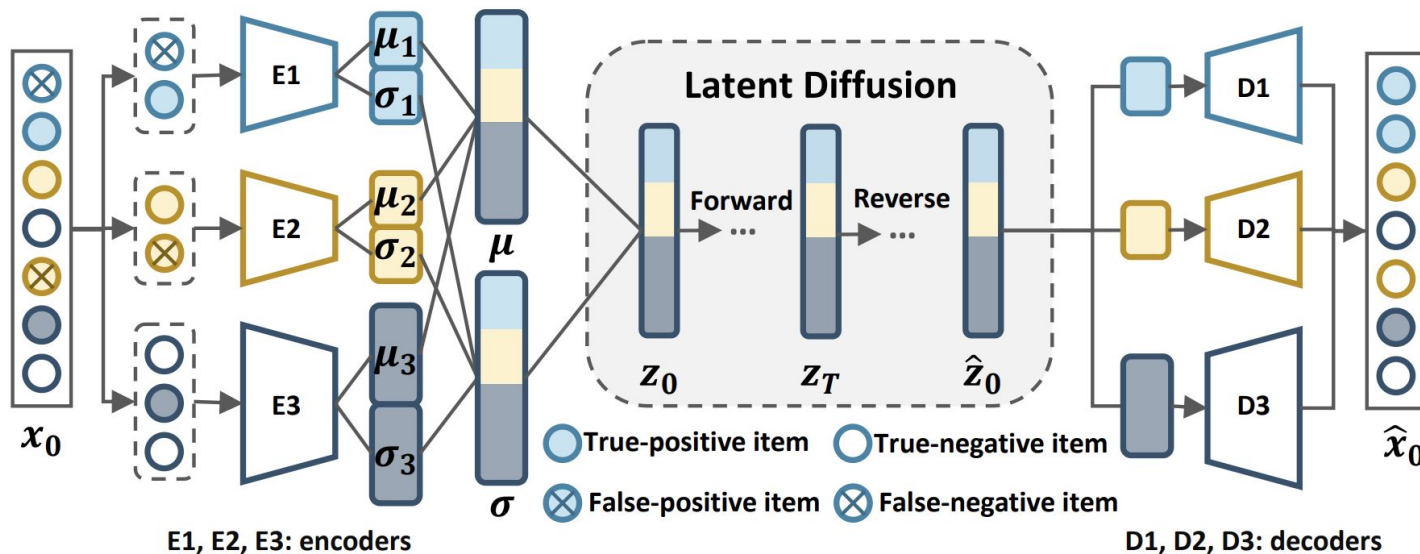 x₀
E1
E2
E3
μ₁
σ₁
μ₂
σ₂
μ₃
σ₃
μ
σ
Latent Diffusion
Forward
...
Reverse
...
z₀
z_T
ẑ₀
True-positive item
True-negative item
False-positive item
False-negative item
D1
D2
D3
x̂₀
E1, E2, E3: encoders
D1, D2, D3: decoders